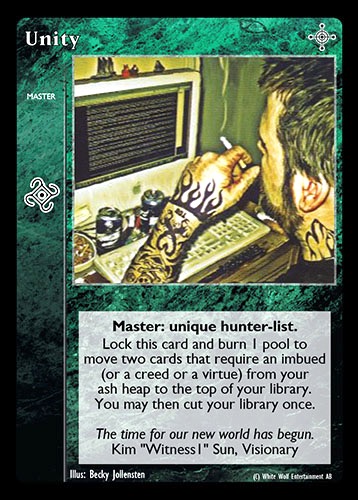 Unity
MASTER
Master: unique hunter-list.
Lock this card and burn 1 pool to
move two cards that require an imbued
(or a creed or a virtue) from your
ash heap to the top of your library.
You may then cut your library once.
The time for our new world has begun.
Kim "Witness1" Sun, Visionary
Illus: Becky Jollensten
(C) White Wolf Entertainment AB